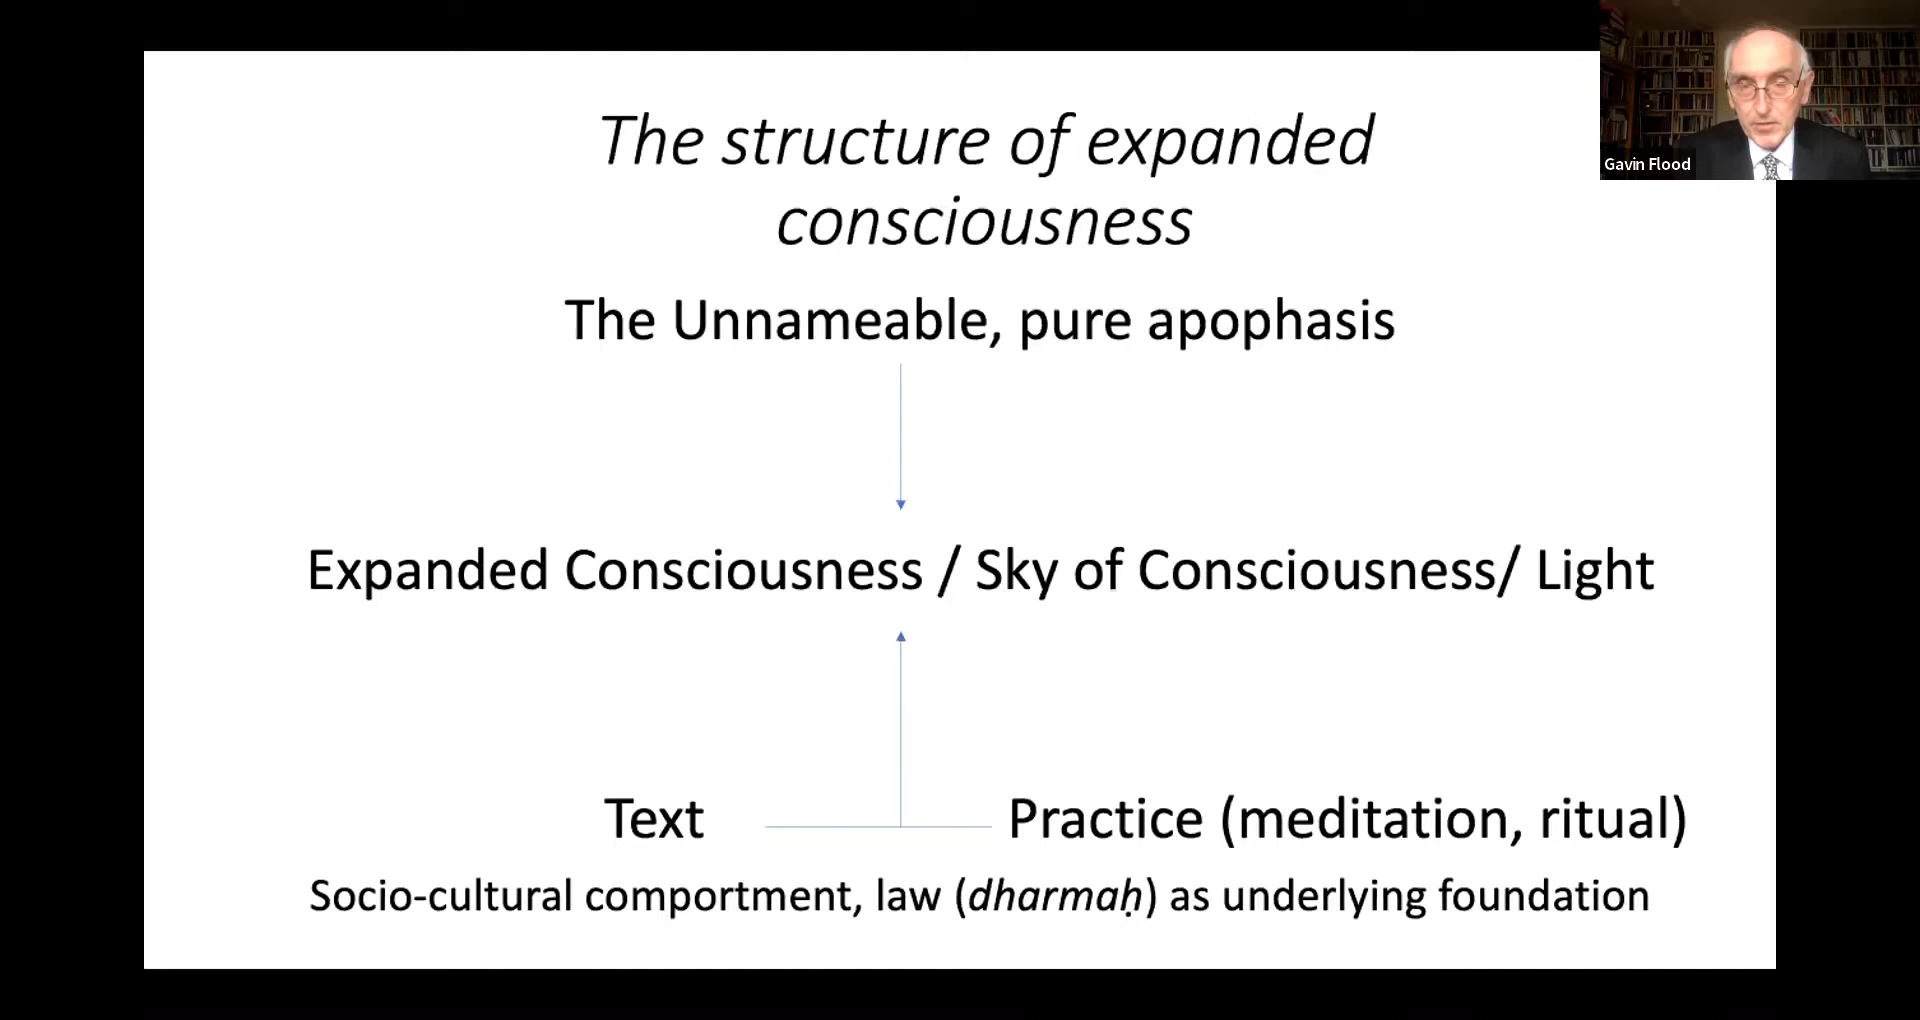 The structure of expanded
consciousness
Gavin Flood
The Unnameable, pure apophasis
Expanded Consciousness / Sky of Consciousness/ Light
Text
Practice (meditation, ritual)
Socio-cultural comportment, law (dharmaḥ) as underlying foundation